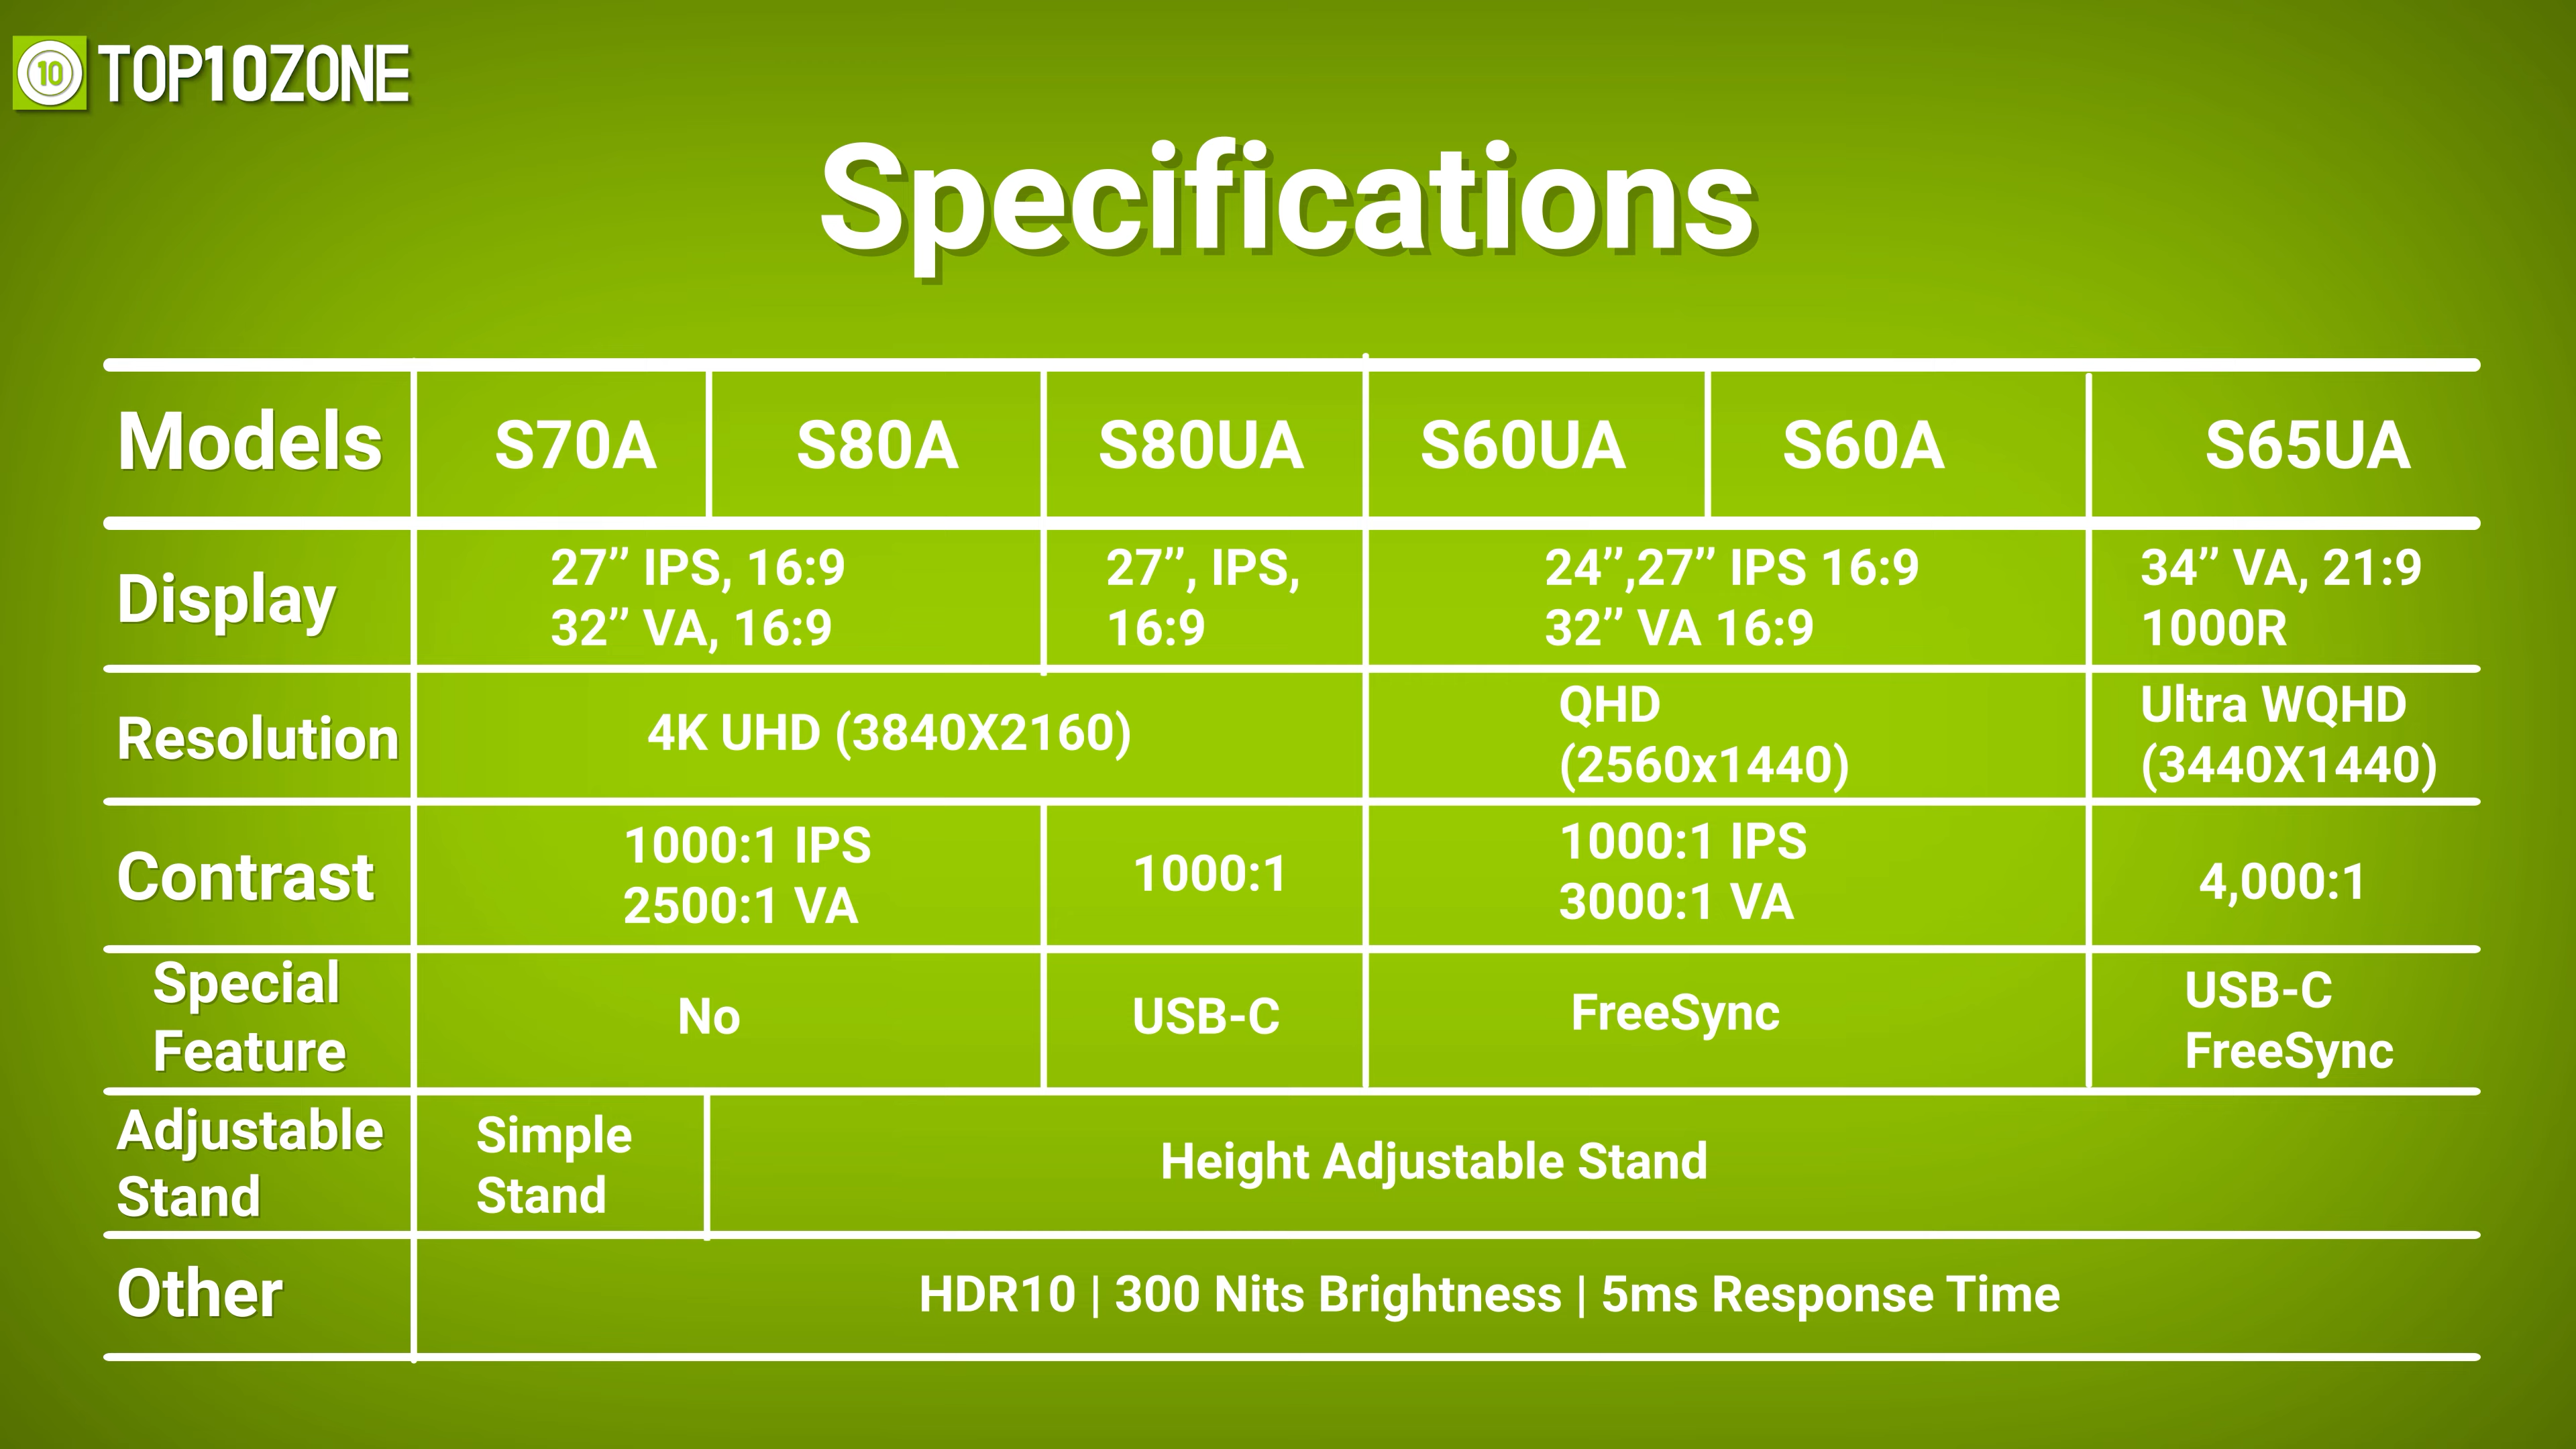 10 TOP10ZONE
Specifications
Models S70A S80A S80UA S60UA S60A S65UA
Display 27’’ IPS, 16:9 27’’, IPS, 24’’,27’’ IPS 16:9 34’’ VA, 21:9
32’’ VA, 16:9 16:9 32’’ VA 16:9 1000R
Resolution 4K UHD (3840X2160) QHD Ultra WQHD
(2560x1440) (3440X1440)
Contrast 1000:1 IPS 1000:1 1000:1 IPS 4,000:1
2500:1 VA 3000:1 VA
Special No USB-C FreeSync USB-C
Feature FreeSync
Adjustable Simple Height Adjustable Stand
Stand Stand
Other HDR10 | 300 Nits Brightness | 5ms Response Time